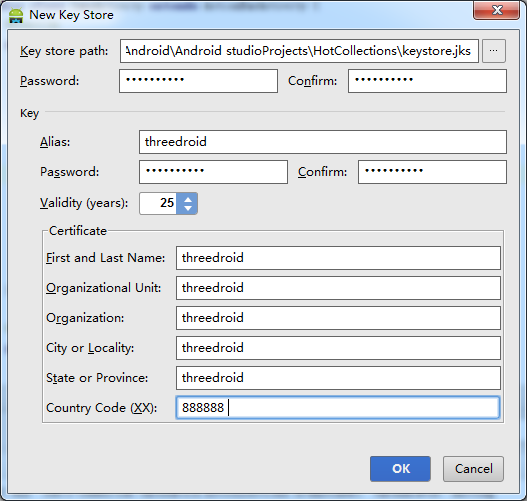 New Key Store
Key store path: \Android\Android studioProjects\HotCollections\keystore.jks ...
Password: •••••••••• Confirm: ••••••••••
Key
Alias: threedroid
Password: •••••••••• Confirm: ••••••••••
Validity (years): 25
Certificate
First and Last Name: threedroid
Organizational Unit: threedroid
Organization: threedroid
City or Locality: threedroid
State or Province: threedroid
Country Code (XX): 888888
OK Cancel